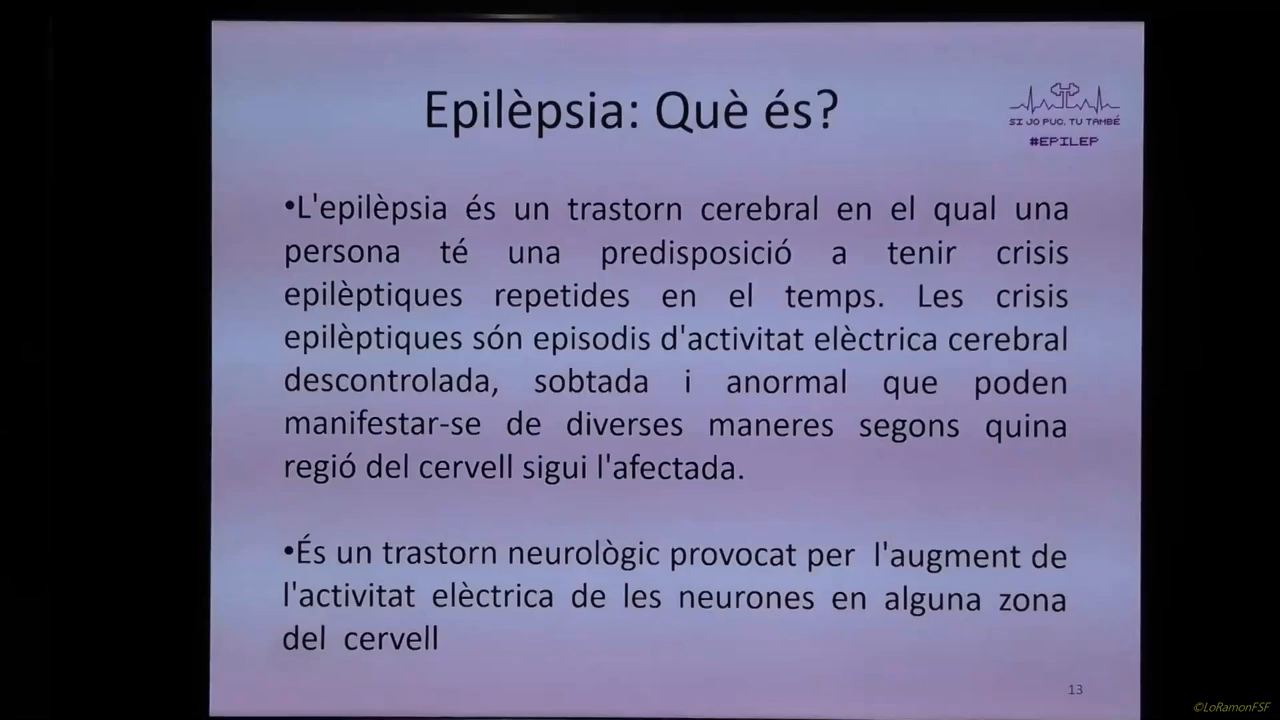 Epilèpsia: Què és?
SI JO PUC, TU TAMBÉ
#EPILEP
•L'epilèpsia és un trastorn cerebral en el qual una
persona té una predisposició a tenir crisis
epilèptiques repetides en el temps. Les crisis
epilèptiques són episodis d'activitat elèctrica cerebral
descontrolada, sobtada i anormal que poden
manifestar-se de diverses maneres segons quina
regió del cervell sigui l'afectada.
•És un trastorn neurològic provocat per l'augment de
l'activitat elèctrica de les neurones en alguna zona
del cervell
13
©LoRamonFSF